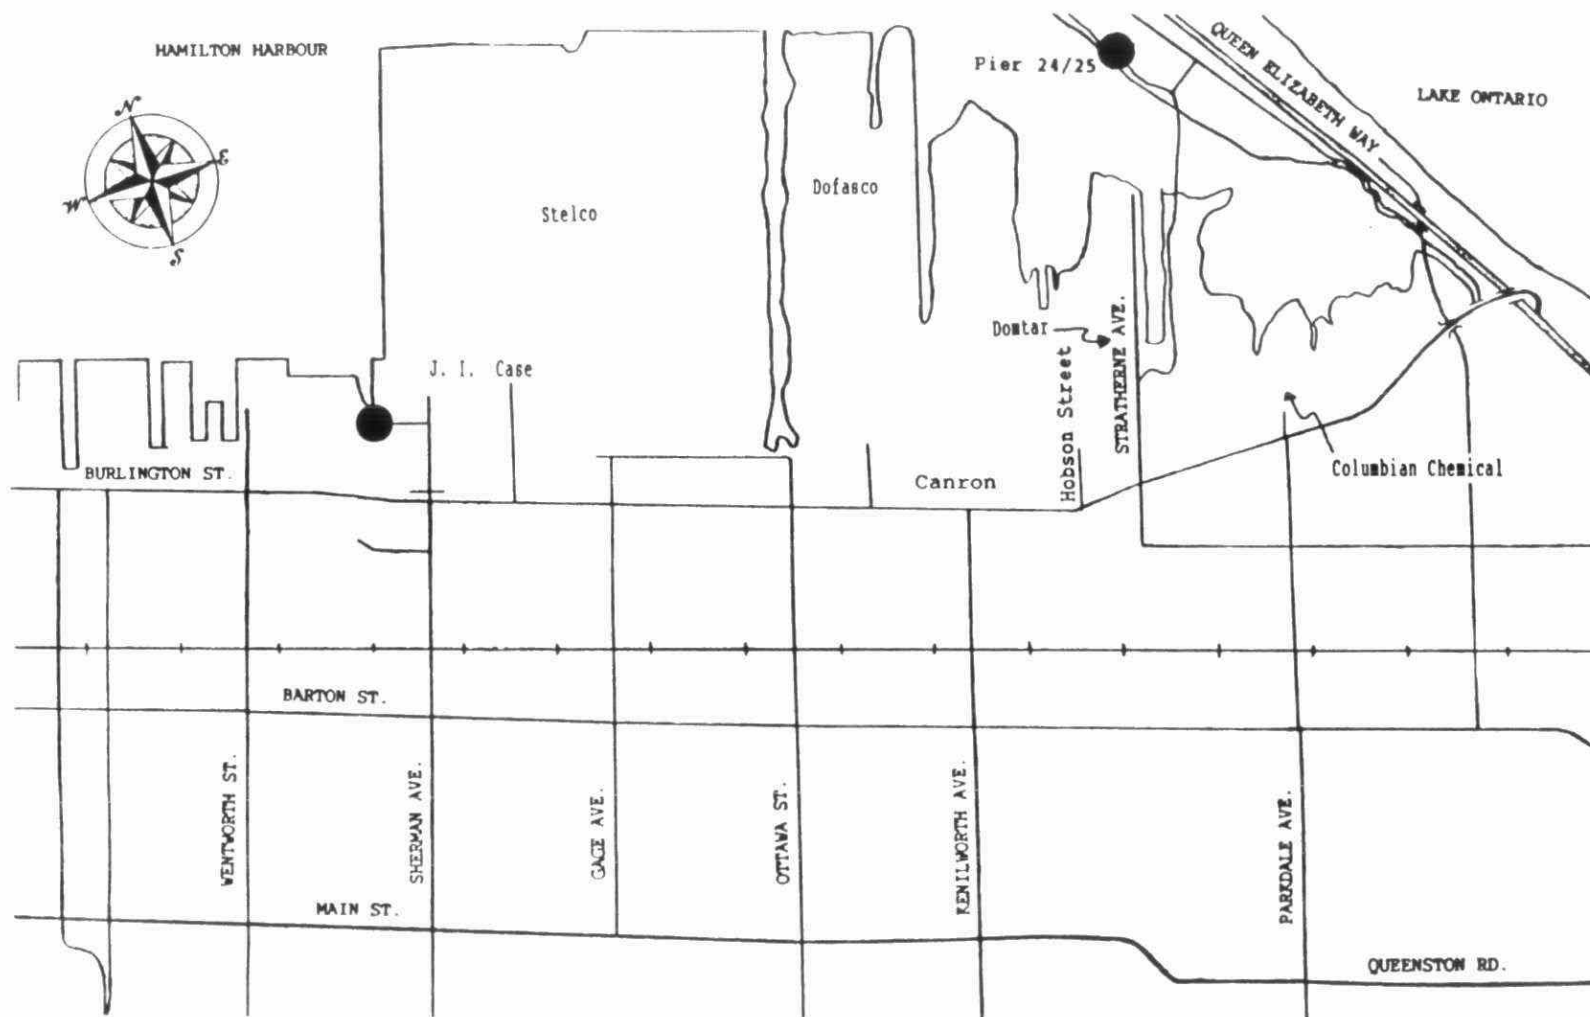 HAMILTON HARBOUR
QUEEN ELIZABETH WAY
LAKE ONTARIO
Pier 24/25
N
E
W
S
Stelco
Dofasco
Domtar
J. I. Case
Hobson Street
STRATHERNE AVE.
BURLINGTON ST.
Canron
Columbian Chemical
BARTON ST.
WENTWORTH ST.
SHERMAN AVE.
GAGE AVE.
OTTAWA ST.
KENILWORTH AVE.
PARKDALE AVE.
MAIN ST.
QUEENSTON RD.